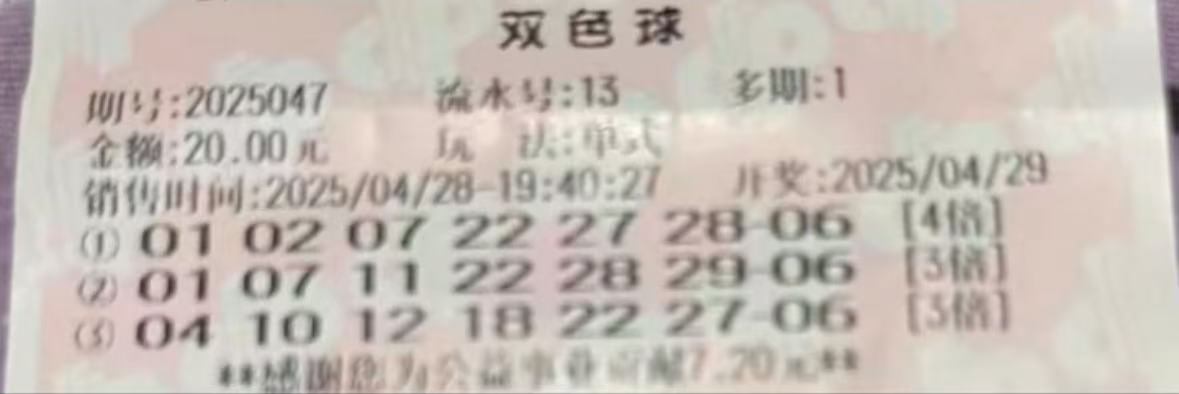 双色球
期号:2025047 流水号:13 多期:1
金额:20.00元 玩 法:单式
销售时间:2025/04/28-19:40:27 开奖:2025/04/29
① 01 02 07 22 27 28-06 [4倍]
② 01 07 11 22 28 29-06 [3倍]
③ 04 10 12 18 22 27-06 [3倍]
**感谢您为公益事业贡献7.20元**